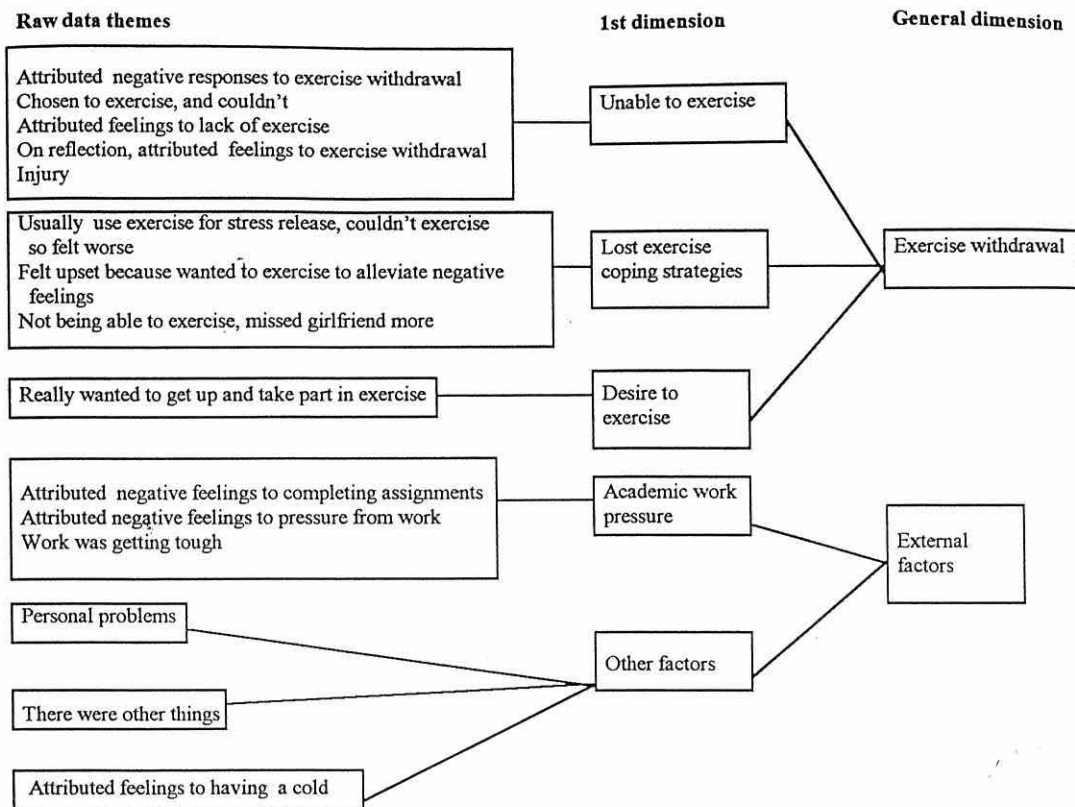 Raw data themes
1st dimension
General dimension
Attributed negative responses to exercise withdrawal
Chosen to exercise, and couldn't
Attributed feelings to lack of exercise
On reflection, attributed feelings to exercise withdrawal
Injury
Unable to exercise
Usually use exercise for stress release, couldn't exercise
so felt worse
Felt upset because wanted to exercise to alleviate negative
feelings
Not being able to exercise, missed girlfriend more
Lost exercise
coping strategies
Exercise withdrawal
Really wanted to get up and take part in exercise
Desire to
exercise
Attributed negative feelings to completing assignments
Attributed negative feelings to pressure from work
Work was getting tough
Academic work
pressure
External
factors
Personal problems
There were other things
Attributed feelings to having a cold
Other factors